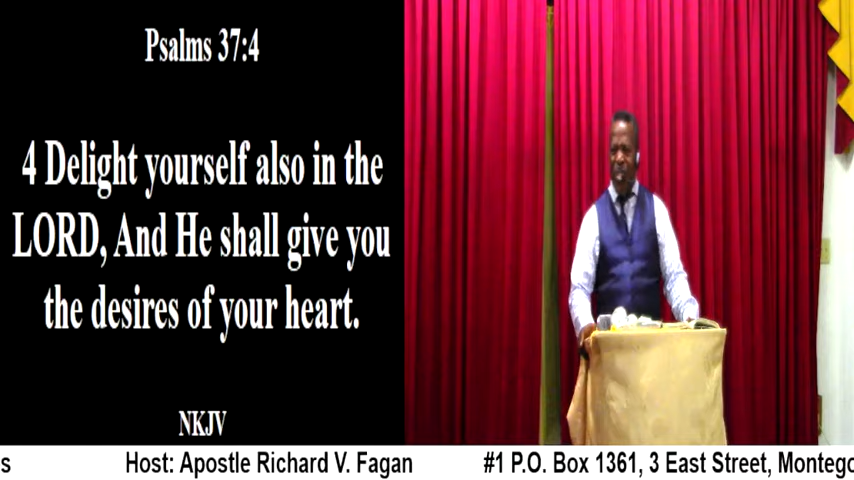 Psalms 37:4
4 Delight yourself also in the
LORD, And He shall give you
the desires of your heart.
NKJV
s Host: Apostle Richard V. Fagan #1 P.O. Box 1361, 3 East Street, Montego